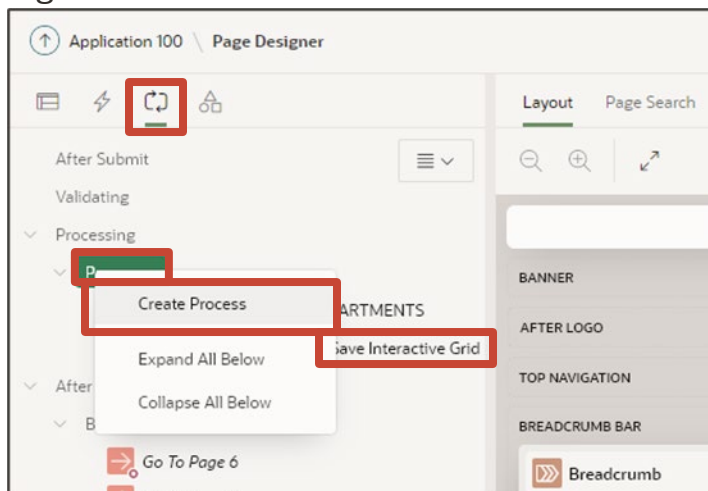 Application 100 \ Page Designer
Layout Page Search
After Submit
Validating
Processing
Create Process
ARTMENTS
Save Interactive Grid
Expand All Below
Collapse All Below
After
B
Go To Page 6
BANNER
AFTER LOGO
TOP NAVIGATION
BREADCRUMB BAR
Breadcrumb